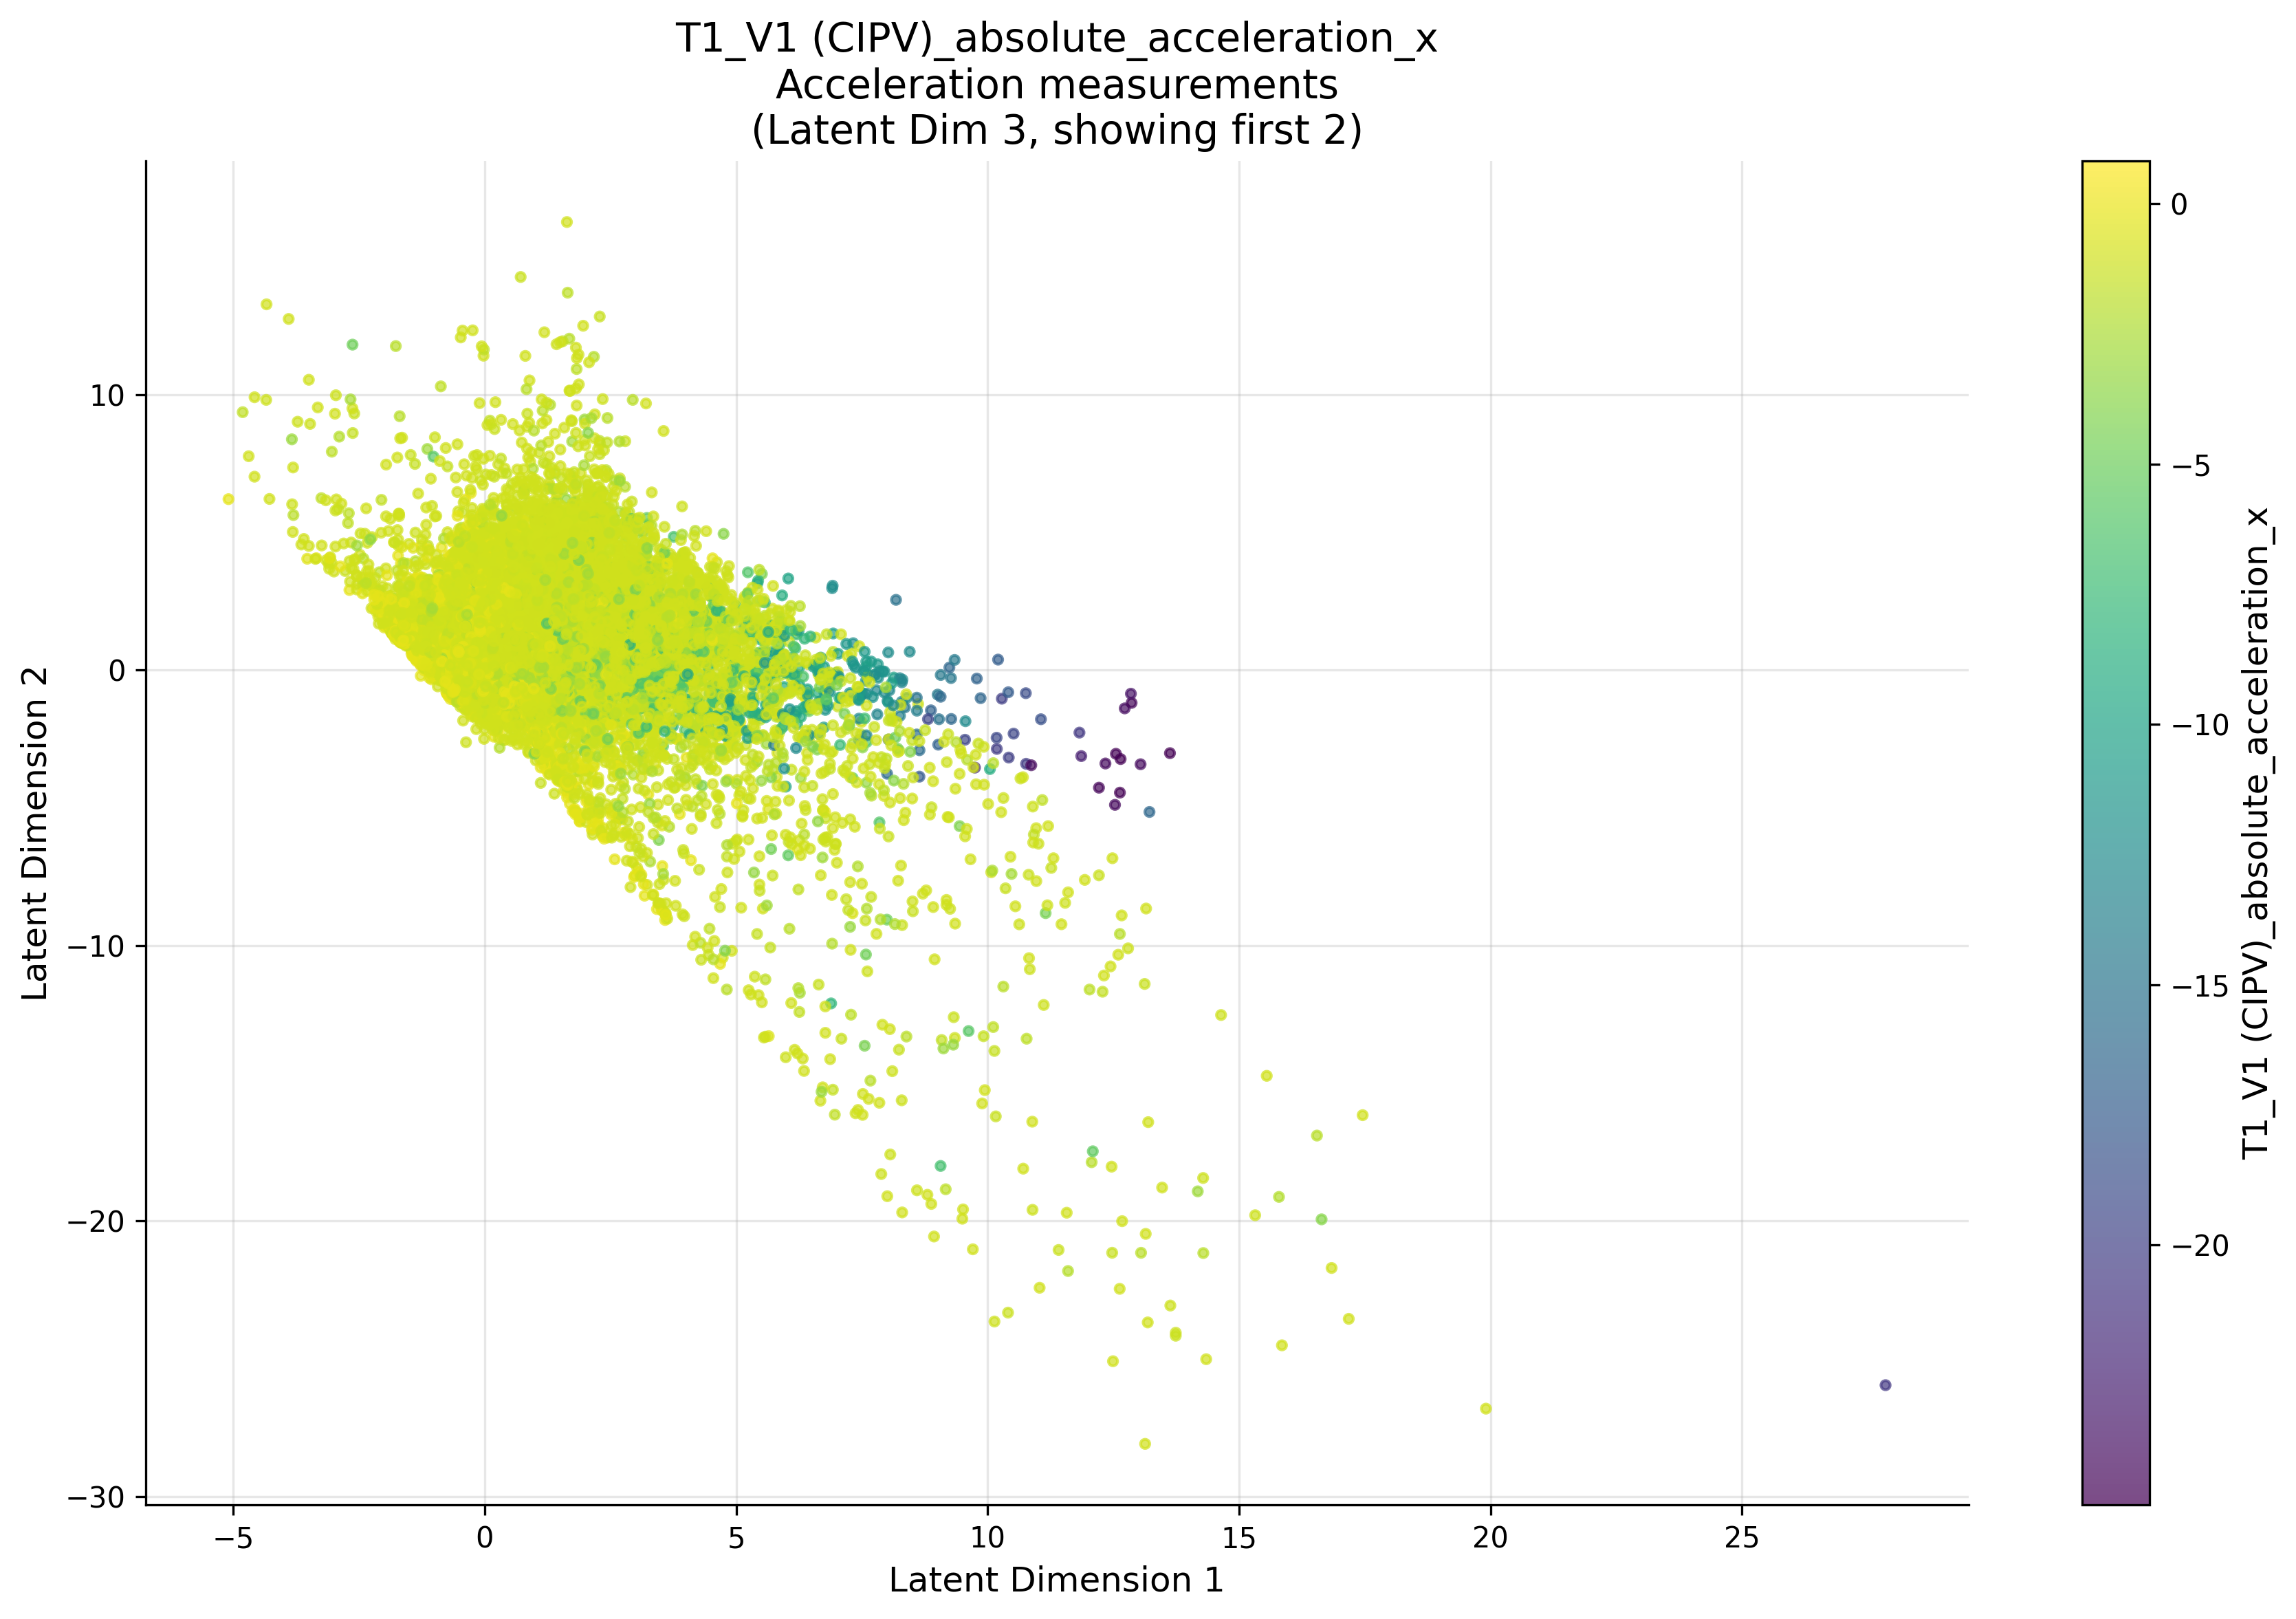 T1_V1 (CIPV)_absolute_acceleration_x
Acceleration measurements
(Latent Dim 3, showing first 2)
10
0
−10
−20
−30
Latent Dimension 2
−5
0
5
10
15
20
25
Latent Dimension 1
0
−5
−10
−15
−20
T1_V1 (CIPV)_absolute_acceleration_x